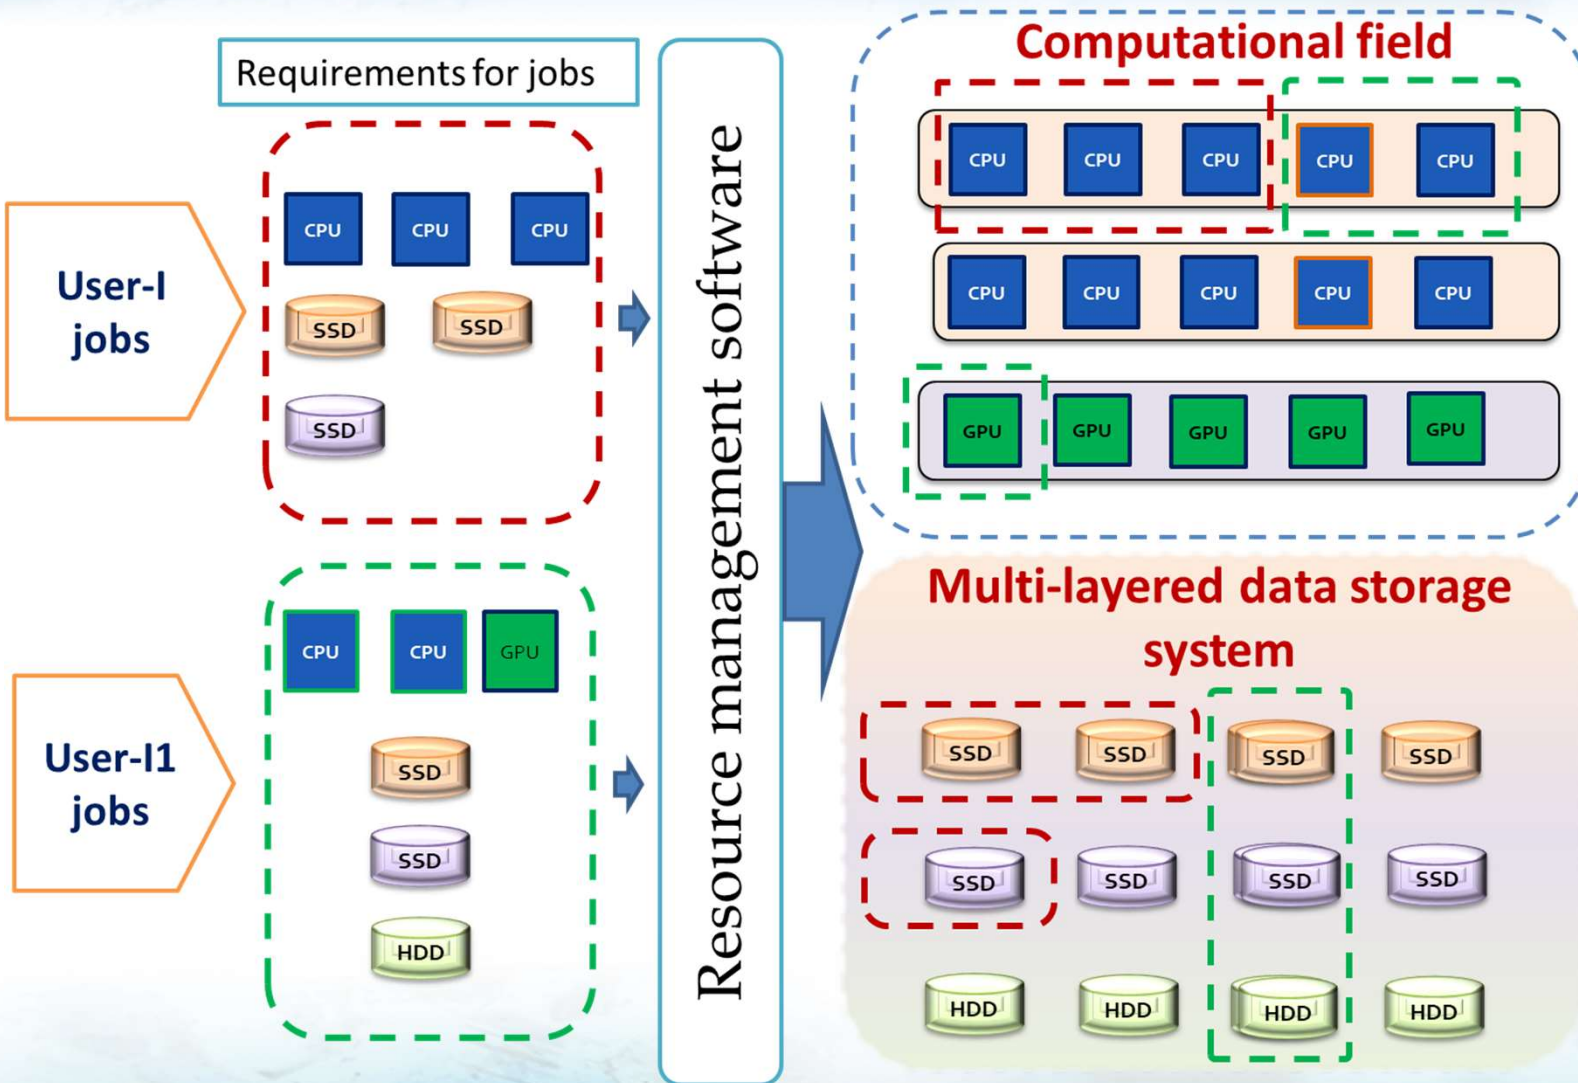 Requirements for jobs
User-I
jobs
CPU CPU CPU
SSD SSD
SSD
User-I1
jobs
CPU CPU GPU
SSD
SSD
HDD
Resource management software
Computational field
CPU CPU CPU CPU CPU
CPU CPU CPU CPU CPU
GPU GPU GPU GPU GPU
Multi-layered data storage
system
SSD SSD SSD SSD
SSD SSD SSD SSD
HDD HDD HDD HDD